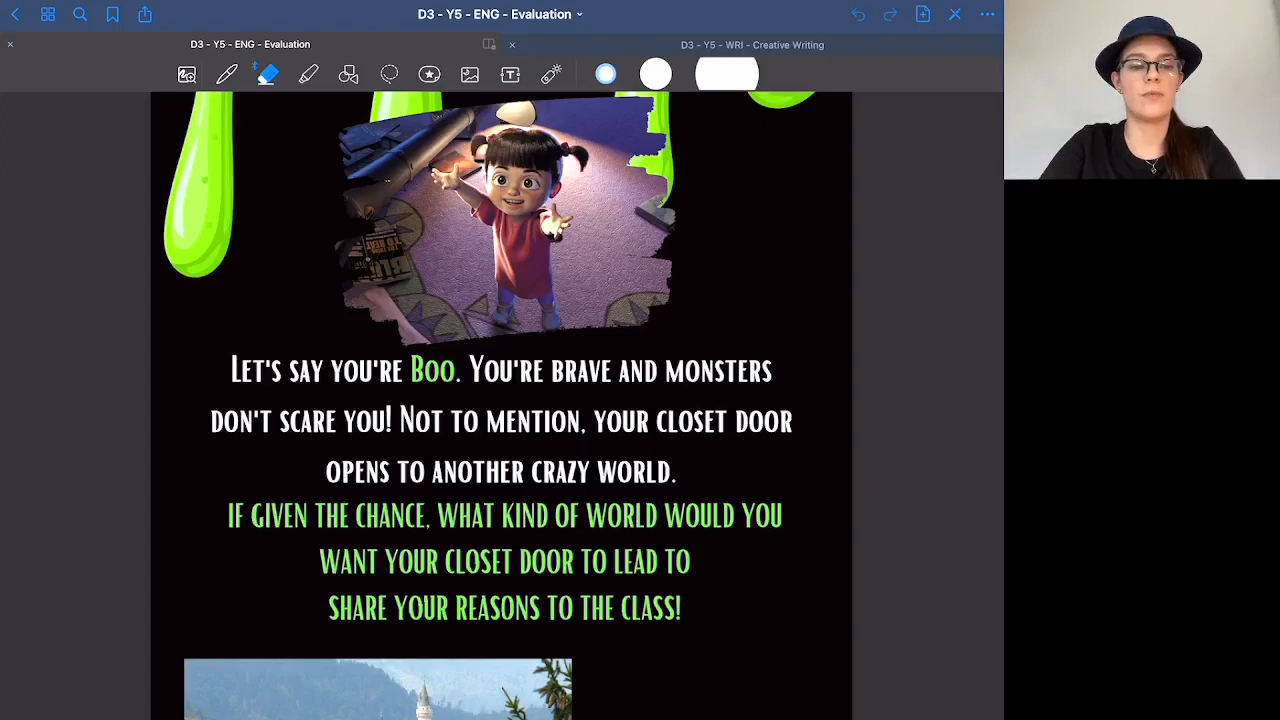 D3 - Y5 - ENG - Evaluation
D3 - Y5 - ENG - Evaluation
D3 - Y5 - WRI - Creative Writing
LET'S SAY YOU'RE BOO. YOU'RE BRAVE AND MONSTERS
DON'T SCARE YOU! NOT TO MENTION, YOUR CLOSET DOOR
OPENS TO ANOTHER CRAZY WORLD.
IF GIVEN THE CHANCE, WHAT KIND OF WORLD WOULD YOU
WANT YOUR CLOSET DOOR TO LEAD TO
SHARE YOUR REASONS TO THE CLASS!